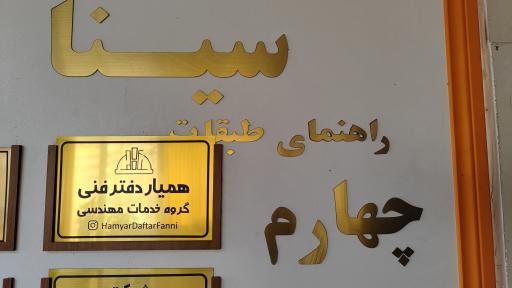 سینا
راهنمای طبقات
چهارم
همیار دفتر فنی
گروه خدمات مهندسی
HamyarDaftarFanni